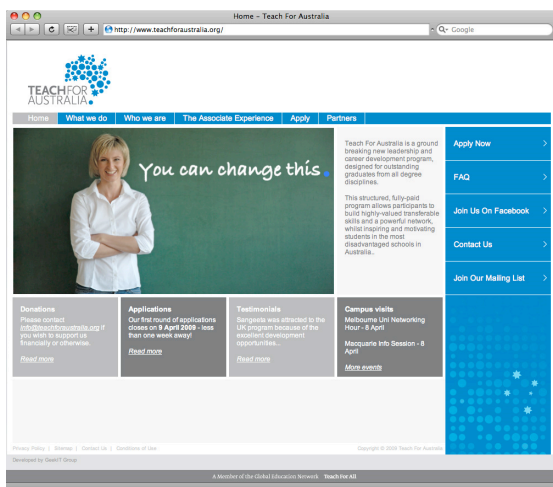 Home – Teach For Australia
http://www.teachforaustralia.org/
Google
TEACHFOR
AUSTRALIA
Home What we do Who we are The Associate Experience Apply Partners
You can change this.
Teach For Australia is a ground
breaking new leadership and
career development program,
designed for outstanding
graduates from all degree
disciplines.
This structured, fully-paid
program allows participants to
build highly-valued transferable
skills and a powerful network,
whilst inspiring and motivating
students in the most
disadvantaged schools in
Australia..
Apply Now
FAQ
Join Us On Facebook
Contact Us
Join Our Mailing List
Donations
Please contact
info@teachforaustralia.org if
you wish to support us
financially or otherwise.
Read more
Applications
Our first round of applications
closes on 9 April 2009 - less
than one week away!
Read more
Testimonials
Sangeeta was attracted to the
UK program because of the
excellent development
opportunities...
Read more
Campus visits
Melbourne Uni Networking
Hour - 8 April
Macquarie Info Session - 8
April
More events
Privacy Policy | Sitemap | Contact Us | Conditions of Use
Copyright © 2009 Teach For Australia
Developed by GeekIT Group
A Member of the Global Education Network Teach For All